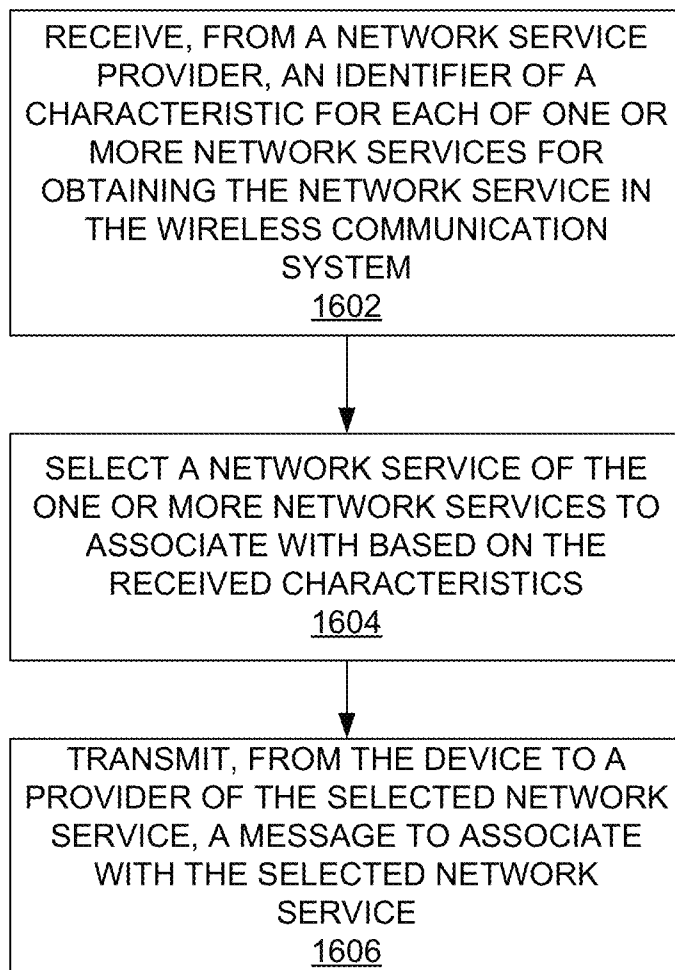 RECEIVE, FROM A NETWORK SERVICE
PROVIDER, AN IDENTIFIER OF A
CHARACTERISTIC FOR EACH OF ONE OR
MORE NETWORK SERVICES FOR
OBTAINING THE NETWORK SERVICE IN
THE WIRELESS COMMUNICATION
SYSTEM
1602
SELECT A NETWORK SERVICE OF THE
ONE OR MORE NETWORK SERVICES TO
ASSOCIATE WITH BASED ON THE
RECEIVED CHARACTERISTICS
1604
TRANSMIT, FROM THE DEVICE TO A
PROVIDER OF THE SELECTED NETWORK
SERVICE, A MESSAGE TO ASSOCIATE
WITH THE SELECTED NETWORK
SERVICE
1606